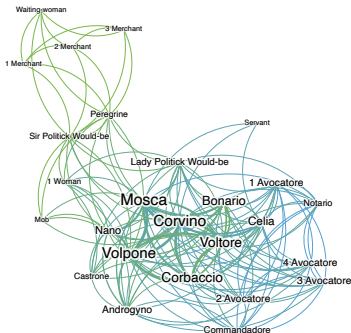 Waiting-woman
3 Merchant
2 Merchant
1 Merchant
Peregrine
Servant
Sir Politick Would-be
Lady Politick Would-be
1 Woman
1 Avocatore
Mosca
Bonario
Notario
Mob
Corvino
Celia
Nano
Voltore
Volpone
4 Avocatore
Castrone
Corbaccio
3 Avocatore
2 Avocatore
Androgyno
Commandadore